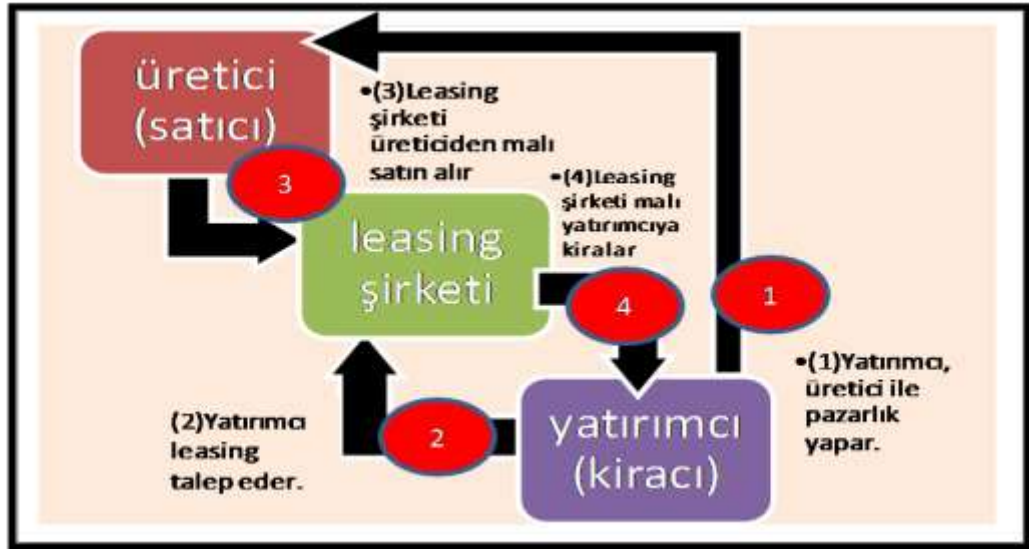 üretici
(satıcı)
•(3)Leasing
şirketi
üreticiden malı
satın alır
3
•(4)Leasing
şirketi malı
yatırımcıya
kiralar
leasing
şirketi
4
1
•(1)Yatırımcı,
üretici ile
pazarlık
yapar.
(2)Yatırımcı
leasing
talep eder.
2
yatırımcı
(kiracı)